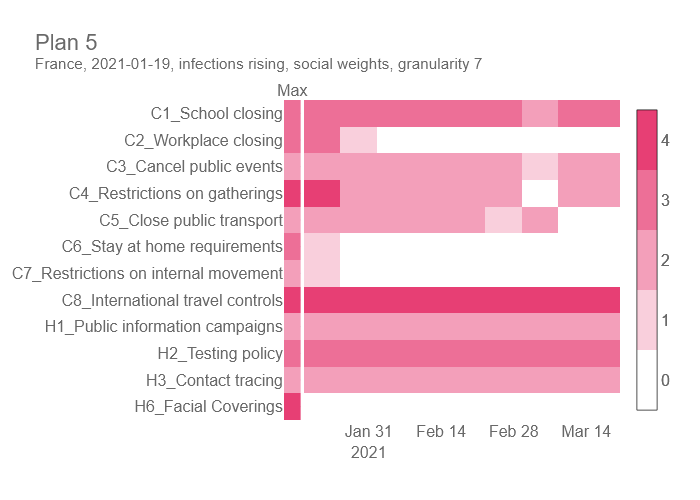 Plan 5
France, 2021-01-19, infections rising, social weights, granularity 7
Max
C1_School closing
C2_Workplace closing
C3_Cancel public events
C4_Restrictions on gatherings
C5_Close public transport
C6_Stay at home requirements
C7_Restrictions on internal movement
C8_International travel controls
H1_Public information campaigns
H2_Testing policy
H3_Contact tracing
H6_Facial Coverings
4
3
2
1
0
Jan 31 Feb 14 Feb 28 Mar 14
2021